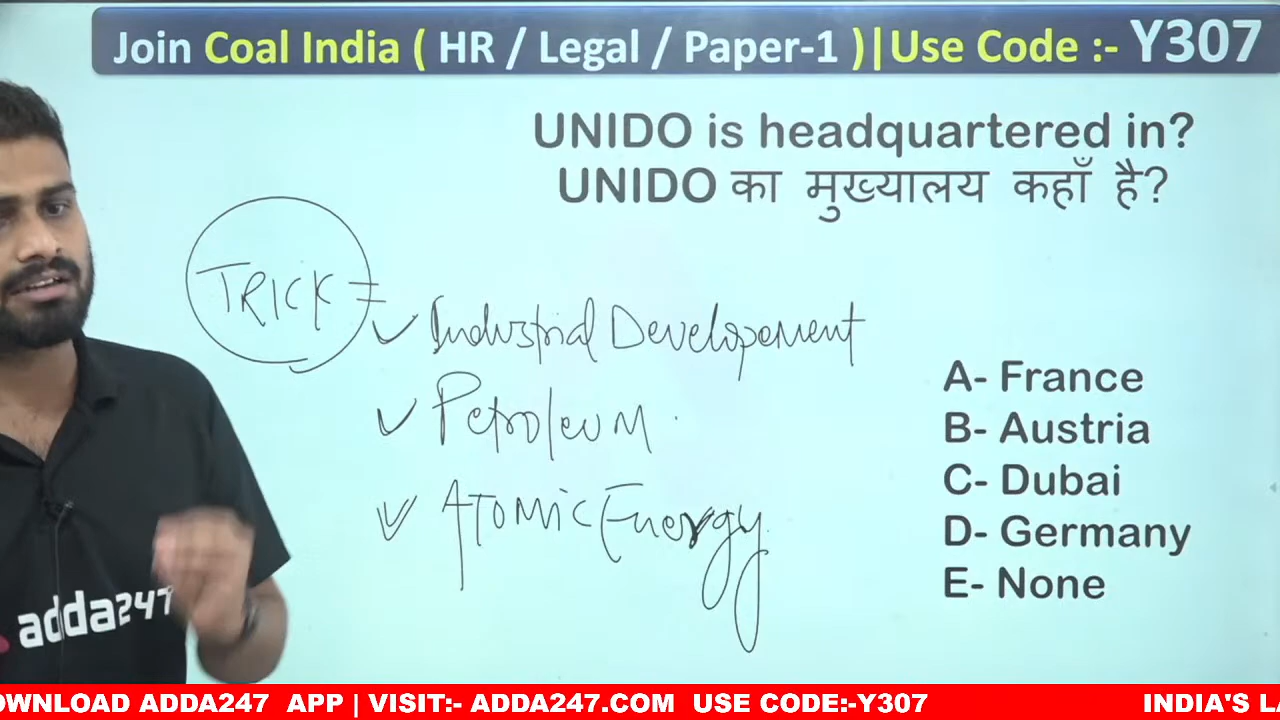 Join Coal India ( HR / Legal / Paper-1 )|Use Code :- Y307
UNIDO is headquartered in?
UNIDO का मुख्यालय कहाँ है?
TRICK =
Industrial Developement
Petroleum
Atomic Energy
A- France
B- Austria
C- Dubai
D- Germany
E- None
adda247
OWNLOAD ADDA247 APP | VISIT:- ADDA247.COM USE CODE:-Y307 INDIA'S LA